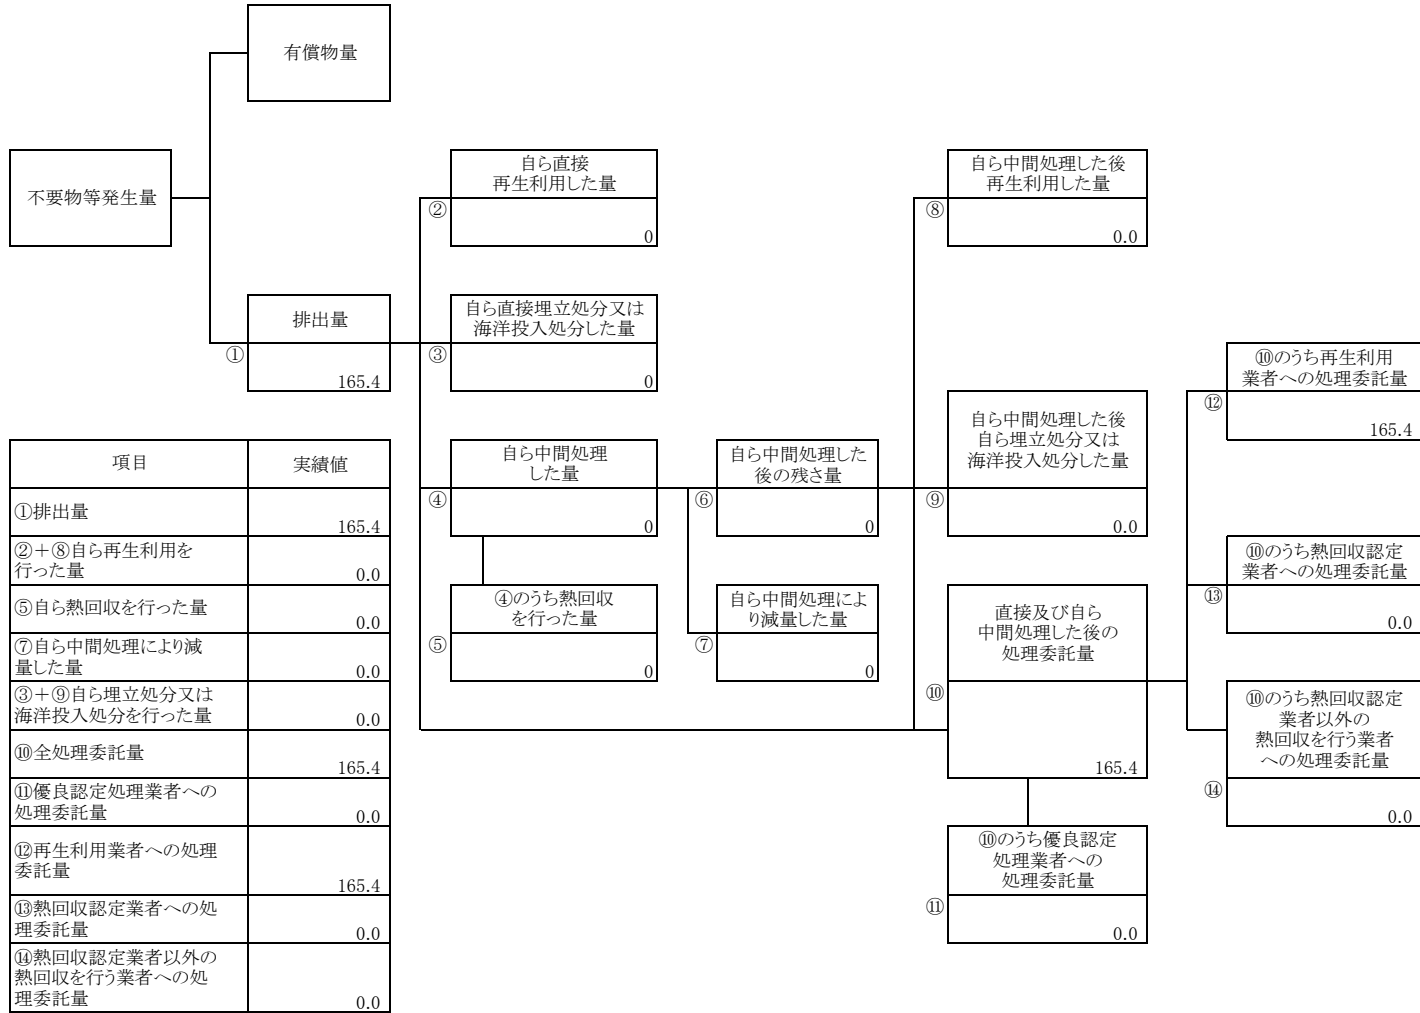 有償物量
不要物等発生量
自ら直接
再生利用した量
②
0
自ら中間処理した後
再生利用した量
⑧
0.0
排出量
①
165.4
自ら直接埋立処分又は
海洋投入処分した量
③
0
⑩のうち再生利用
業者への処理委託量
⑫
165.4
自ら中間処理
した量
④
0
自ら中間処理した
後の残さ量
⑥
0
自ら中間処理した後
自ら埋立処分又は
海洋投入処分した量
⑨
0.0
⑩のうち熱回収認定
業者への処理委託量
⑬
0.0
④のうち熱回収
を行った量
⑤
0
自ら中間処理によ
り減量した量
⑦
0
直接及び自ら
中間処理した後の
処理委託量
⑩
165.4
⑩のうち熱回収認定
業者以外の
熱回収を行う業者
への処理委託量
⑭
0.0
⑩のうち優良認定
処理業者への
処理委託量
⑪
0.0
項目
実績値
①排出量
165.4
②＋⑧自ら再生利用を
行った量
0.0
⑤自ら熱回収を行った量
0.0
⑦自ら中間処理により減
量した量
0.0
③＋⑨自ら埋立処分又は
海洋投入処分を行った量
0.0
⑩全処理委託量
165.4
⑪優良認定処理業者への
処理委託量
0.0
⑫再生利用業者への処理
委託量
165.4
⑬熱回収認定業者への処
理委託量
0.0
⑭熱回収認定業者以外の
熱回収を行う業者への処
理委託量
0.0